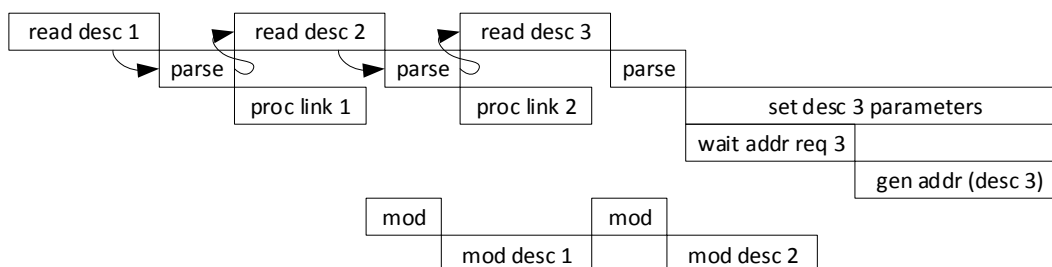 read desc 1
read desc 2
read desc 3
parse
parse
parse
proc link 1
proc link 2
set desc 3 parameters
wait addr req 3
gen addr (desc 3)
mod
mod
mod desc 1
mod desc 2